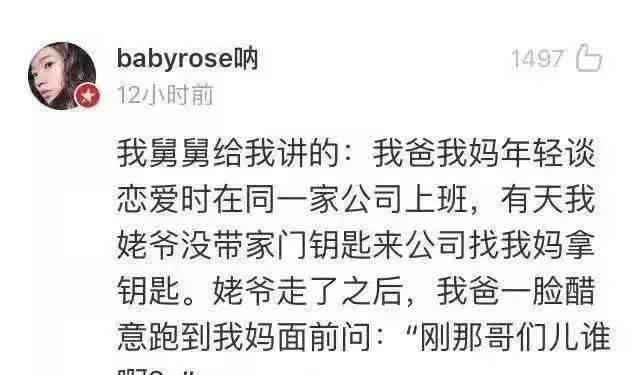 babyrose呐
1497
12小时前
我舅舅给我讲的：我爸我妈年轻谈
恋爱时在同一家公司上班，有天我
姥爷没带家门钥匙来公司找我妈拿
钥匙。姥爷走了之后，我爸一脸醋
意跑到我妈面前问：“刚那哥们儿谁